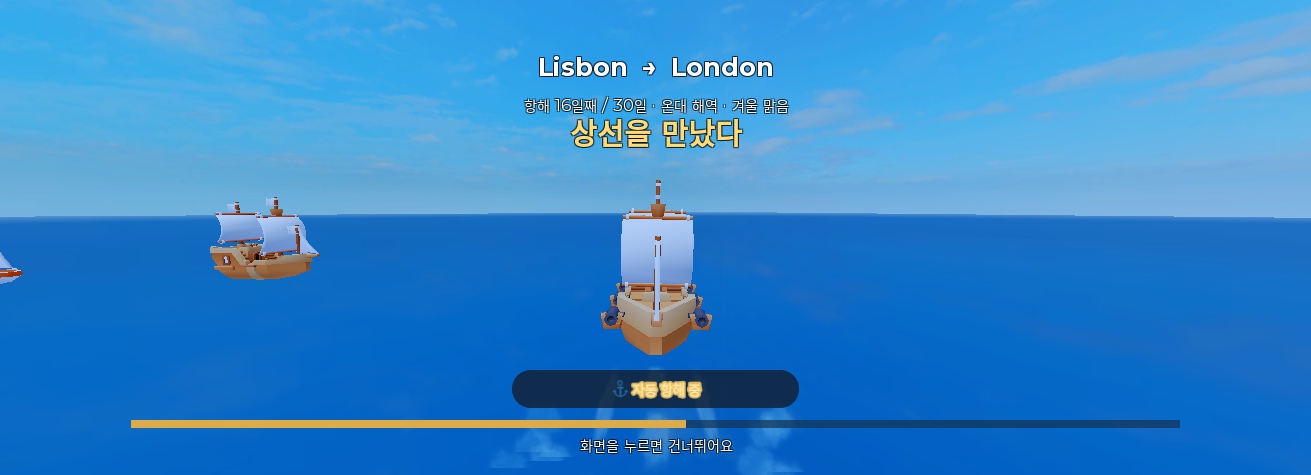 Lisbon → London
항해 16일째 / 30일 · 온대 해역 · 겨울 맑음
상선을 만났다
⚓ 자동 항해 중
화면을 누르면 건너뛰어요